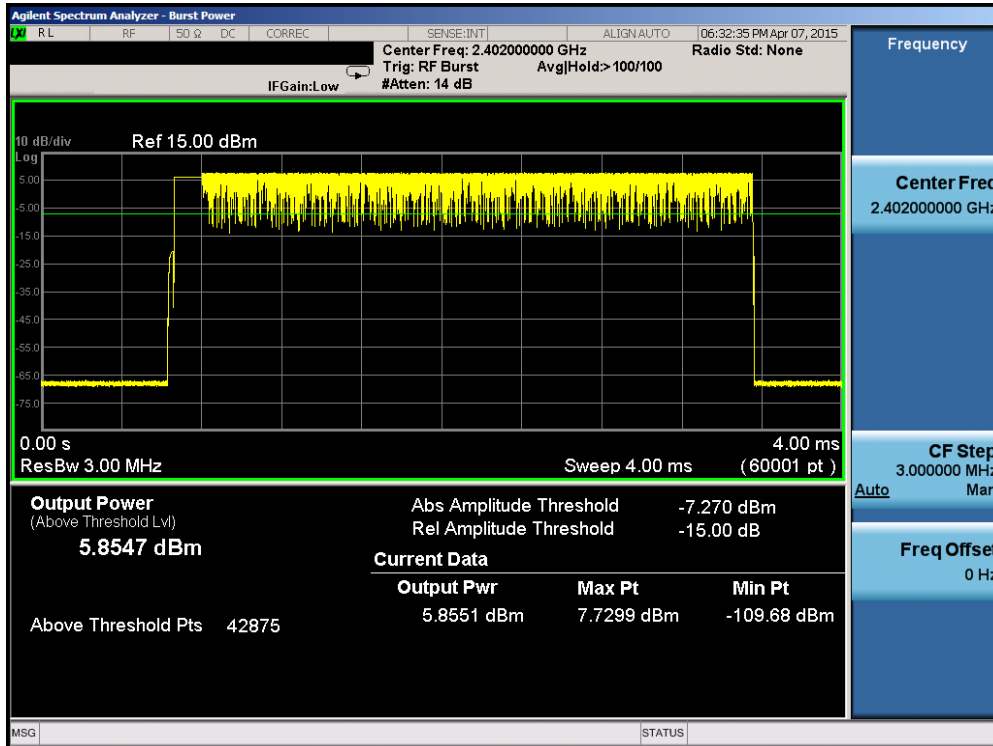 Agilent Spectrum Analyzer - Burst Power
LXI RL RF 50 Ω DC CORREC SENSE:INT ALIGNAUTO 06:32:35 PM Apr 07, 2015
Center Freq: 2.402000000 GHz Radio Std: None
Trig: RF Burst Avg|Hold:>100/100
IFGain:Low #Atten: 14 dB
10 dB/div Ref 15.00 dBm
Log
5.00
-5.00
-15.0
-25.0
-35.0
-45.0
-55.0
-65.0
-75.0
0.00 s 4.00 ms
ResBw 3.00 MHz Sweep 4.00 ms (60001 pt)
Output Power
(Above Threshold Lvl)
5.8547 dBm
Above Threshold Pts 42875
Abs Amplitude Threshold -7.270 dBm
Rel Amplitude Threshold -15.00 dB
Current Data
Output Pwr Max Pt Min Pt
5.8551 dBm 7.7299 dBm -109.68 dBm
Frequency
Center Freq
2.402000000 GHz
CF Step
3.000000 MHz
Auto Man
Freq Offset
0 Hz
MSG STATUS